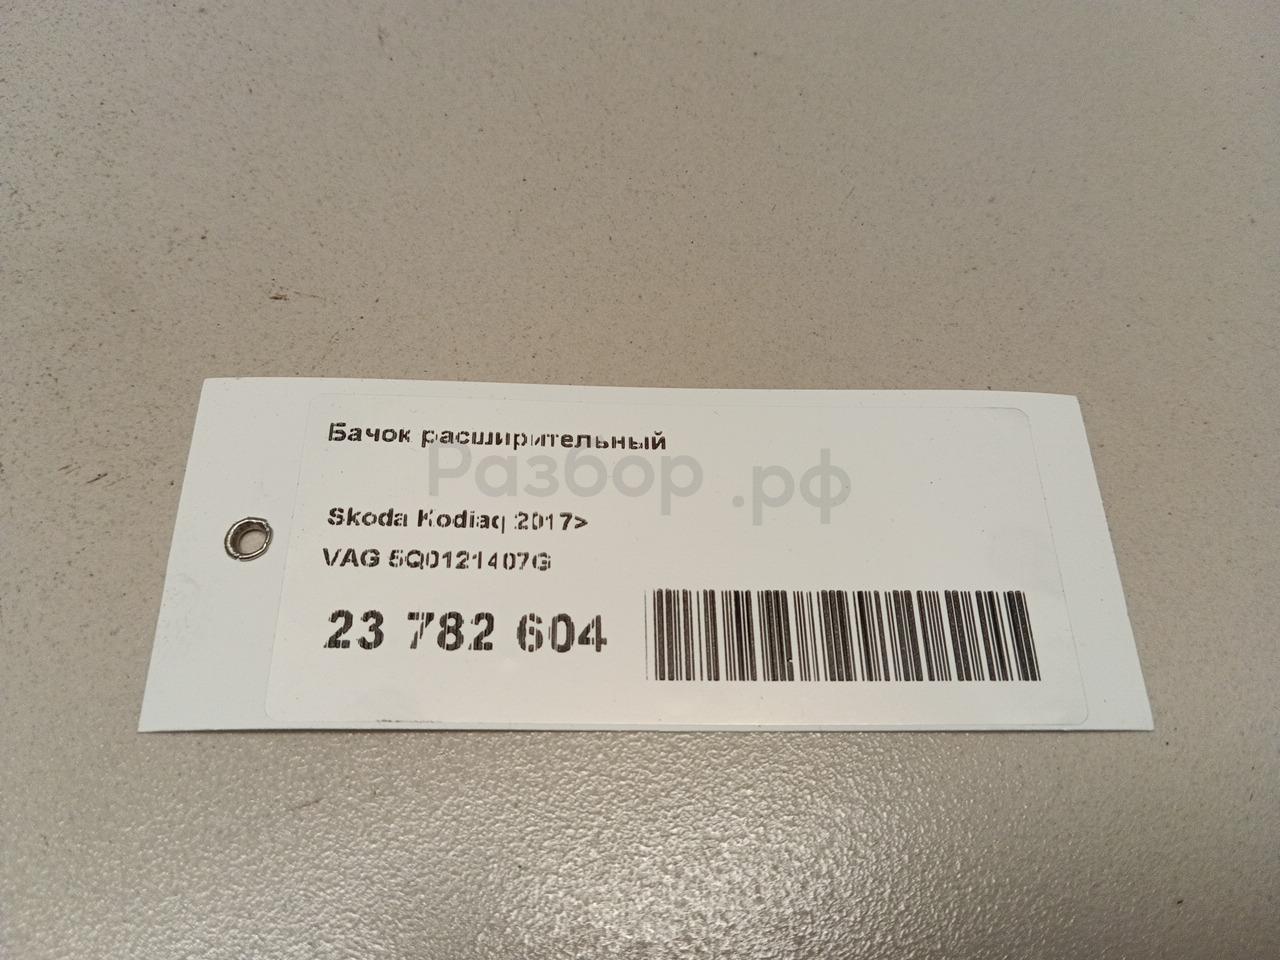 Бачок расширительный
Разбор.рф
Skoda Kodiaq 2017>
VAG 5Q0121407G
23 782 604